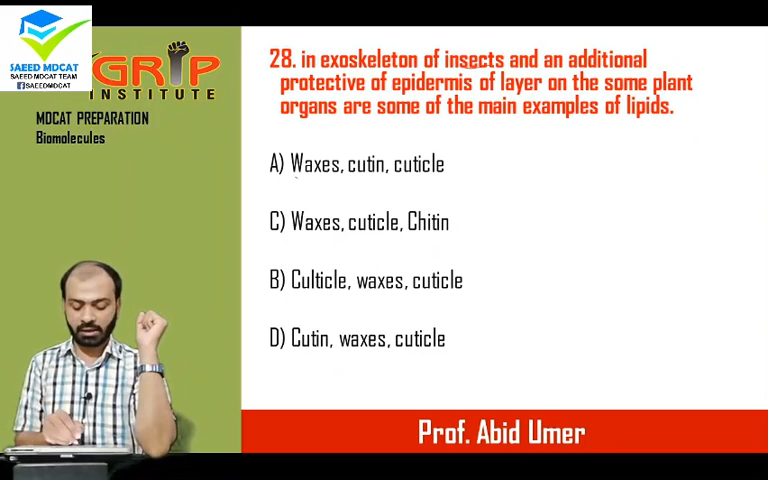 SAEED MDCAT
SAEED MDCAT TEAM
SAEEDMDCAT
GRIP
INSTITUTE
MDCAT PREPARATION
Biomolecules
28. in exoskeleton of insects and an additional
protective of epidermis of layer on the some plant
organs are some of the main examples of lipids.
A) Waxes, cutin, cuticle
C) Waxes, cuticle, Chitin
B) Culticle, waxes, cuticle
D) Cutin, waxes, cuticle
Prof. Abid Umer